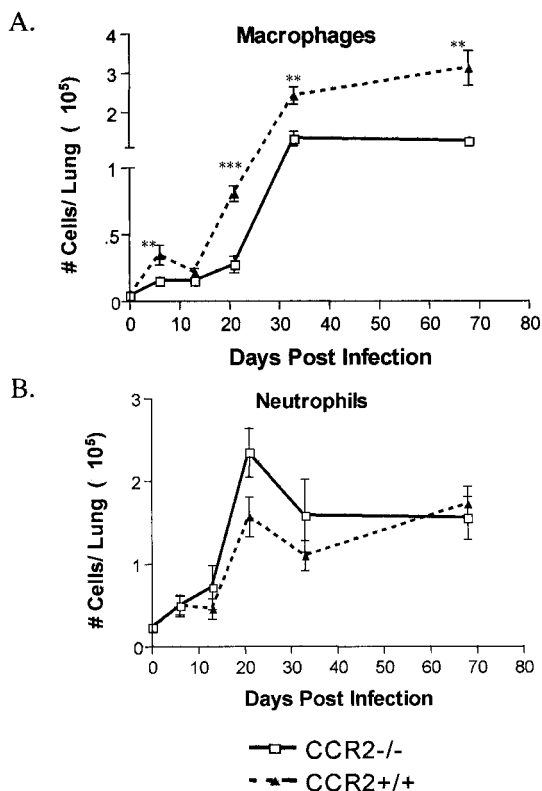 A.
Macrophages
# Cells/ Lung ( 10⁵)
4
3
2
1
.5
0
**
***
**
**
0 10 20 30 40 50 60 70 80
Days Post Infection
B.
Neutrophils
# Cells/ Lung ( 10⁵)
3
2
1
0
0 10 20 30 40 50 60 70 80
Days Post Infection
CCR2-/-
CCR2+/+